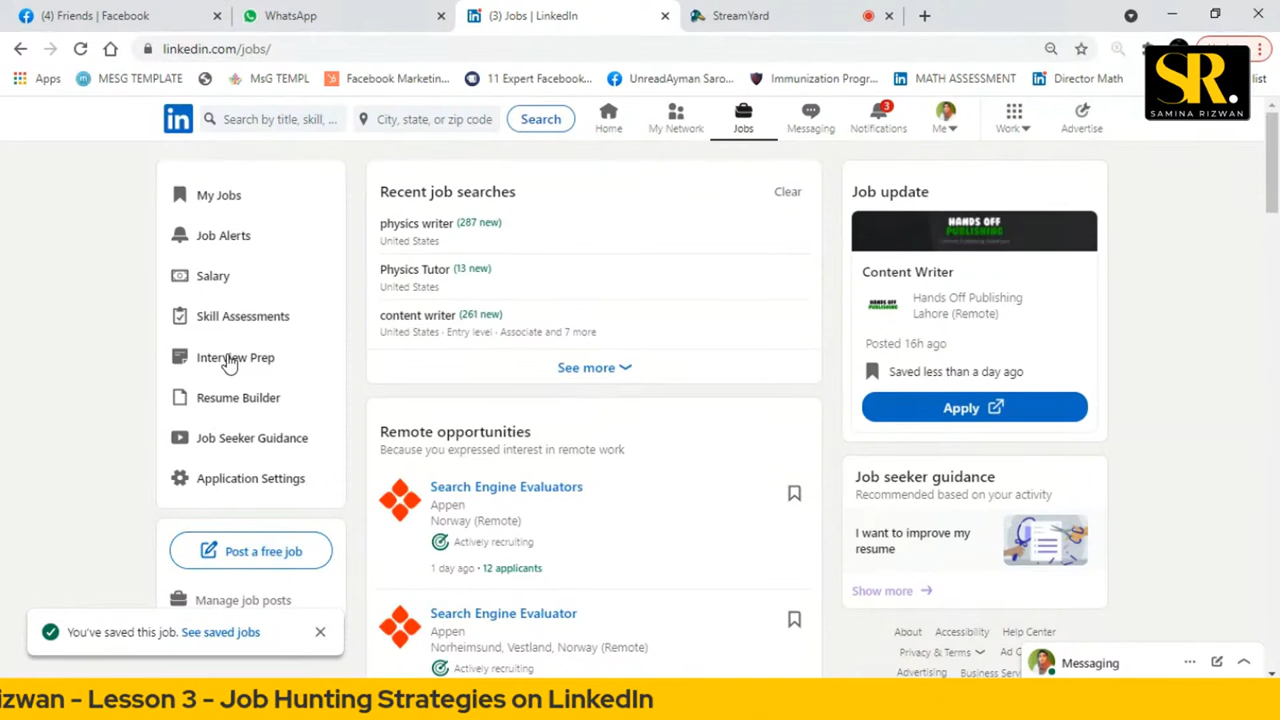 (4) Friends | Facebook
WhatsApp
(3) Jobs | LinkedIn
StreamYard
linkedin.com/jobs/
Apps
MESG TEMPLATE
MsG TEMPL
Facebook Marketin...
11 Expert Facebook...
UnreadAyman Saro...
Immunization Progr...
MATH ASSESSMENT
Director Math
list
SR.
SAMINA RIZWAN
in
Search by title, skill, ...
City, state, or zip code
Search
Home
My Network
Jobs
Messaging
3
Notifications
Me
Work
Advertise
My Jobs
Job Alerts
Salary
Skill Assessments
Interview Prep
Resume Builder
Job Seeker Guidance
Application Settings
Post a free job
Manage job posts
You've saved this job. See saved jobs
Recent job searches
Clear
physics writer (287 new)
United States
Physics Tutor (13 new)
United States
content writer (261 new)
United States · Entry level · Associate and 7 more
See more
Remote opportunities
Because you expressed interest in remote work
Search Engine Evaluators
Appen
Norway (Remote)
Actively recruiting
1 day ago · 12 applicants
Search Engine Evaluator
Appen
Norheimsund, Vestland, Norway (Remote)
Actively recruiting
Job update
HANDS OFF
PUBLISHING
Content Writer
HANDS OFF
Hands Off Publishing
Lahore (Remote)
Posted 16h ago
Saved less than a day ago
Apply
Job seeker guidance
Recommended based on your activity
I want to improve my
resume
Show more
About
Accessibility
Help Center
Privacy & Terms
Ad C
Advertising
Business Serv
Messaging
izwan - Lesson 3 - Job Hunting Strategies on LinkedIn